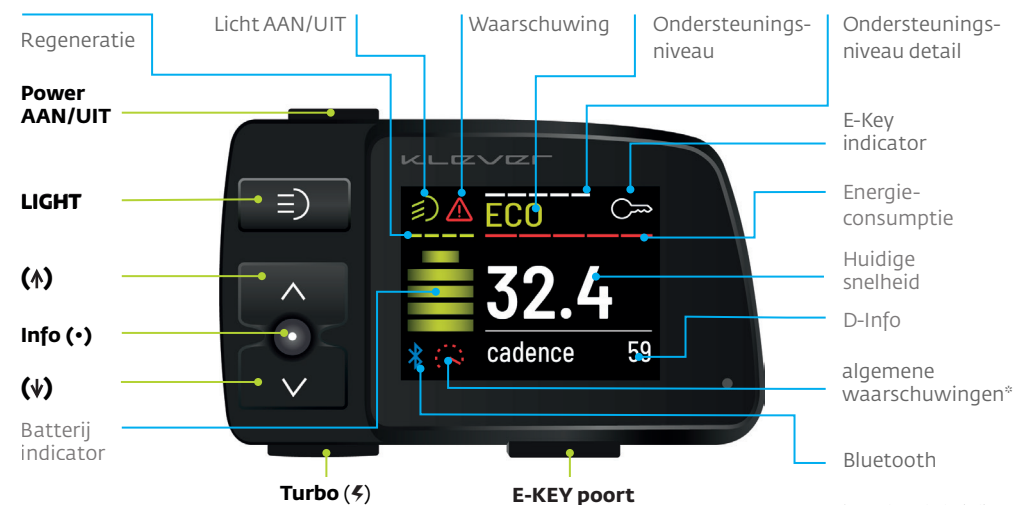 Regeneratie
Licht AAN/UIT
Waarschuwing
Ondersteunings-
niveau
Ondersteunings-
niveau detail
Power
AAN/UIT
E-Key
indicator
KLEVER
LIGHT
ECO
Energie-
consumptie
(↑)
32.4
Huidige
snelheid
Info (•)
D-Info
cadence 59
(↓)
algemene
waarschuwingen*
Batterij
indicator
Bluetooth
Turbo (⚡)
E-KEY poort